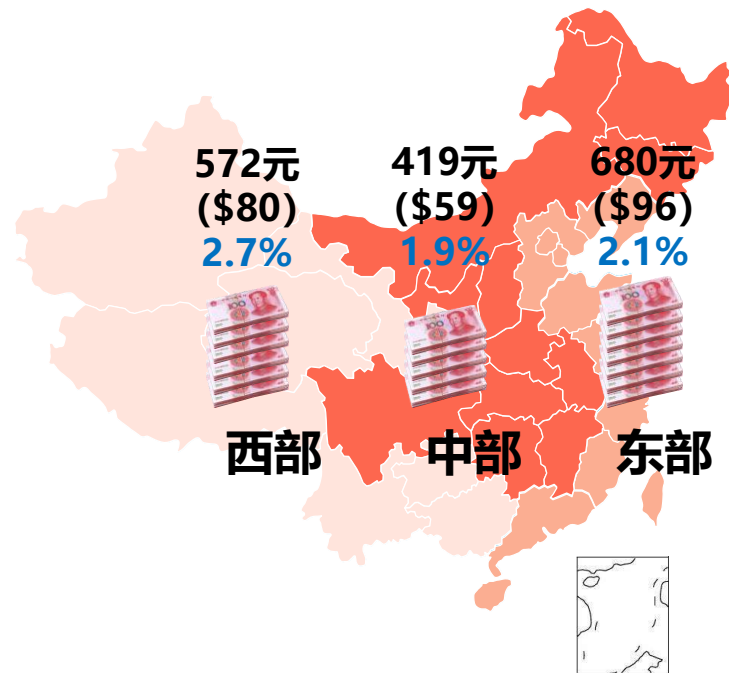 572元
($80)
2.7%
西部
419元
($59)
1.9%
中部
680元
($96)
2.1%
东部